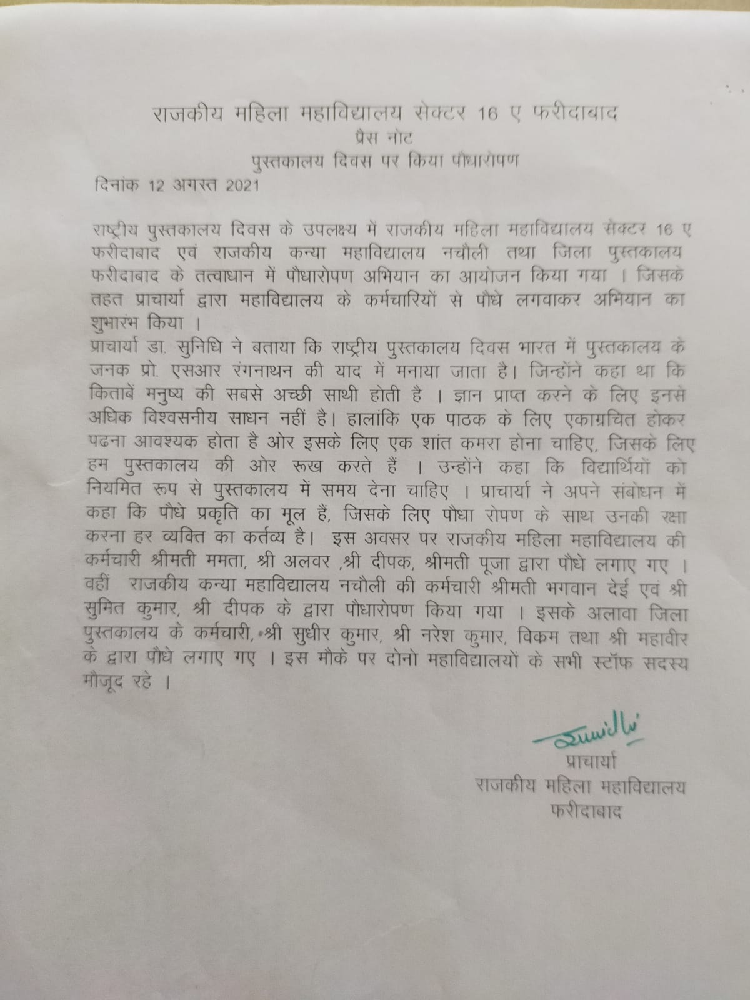 राजकीय महिला महाविद्यालय सेक्टर 16 ए फरीदाबाद
प्रैस नोट
पुस्तकालय दिवस पर किया पौधारोपण
दिनांक 12 अगस्त 2021
राष्ट्रीय पुस्तकालय दिवस के उपलक्ष्य में राजकीय महिला महाविद्यालय सेक्टर 16 ए
फरीदाबाद एवं राजकीय कन्या महाविद्यालय नचौली तथा जिला पुस्तकालय
फरीदाबाद के तत्वाधान में पौधारोपण अभियान का आयोजन किया गया । जिसके
तहत प्राचार्या द्वारा महाविद्यालय के कर्मचारियों से पौधे लगवाकर अभियान का
शुभारंभ किया ।
प्राचार्या डा. सुनिधि ने बताया कि राष्ट्रीय पुस्तकालय दिवस भारत में पुस्तकालय के
जनक प्रो. एसआर रंगनाथन की याद में मनाया जाता है। जिन्होंने कहा था कि
किताबें मनुष्य की सबसे अच्छी साथी होती है । ज्ञान प्राप्त करने के लिए इनसे
अधिक विश्वसनीय साधन नहीं है। हालांकि एक पाठक के लिए एकाग्रचित होकर
पढना आवश्यक होता है ओर इसके लिए एक शांत कमरा होना चाहिए, जिसके लिए
हम पुस्तकालय की ओर रूख करते हैं । उन्होंने कहा कि विद्यार्थियों को
नियमित रूप से पुस्तकालय में समय देना चाहिए । प्राचार्या ने अपने संबोधन में
कहा कि पौधे प्रकृति का मूल हैं, जिसके लिए पौधा रोपण के साथ उनकी रक्षा
करना हर व्यक्ति का कर्तव्य है। इस अवसर पर राजकीय महिला महाविद्यालय की
कर्मचारी श्रीमती ममता, श्री अलवर ,श्री दीपक, श्रीमती पूजा द्वारा पौधे लगाए गए ।
वहीं राजकीय कन्या महाविद्यालय नचौली की कर्मचारी श्रीमती भगवान देई एवं श्री
सुमित कुमार, श्री दीपक के द्वारा पौधारोपण किया गया । इसके अलावा जिला
पुस्तकालय के कर्मचारी, श्री सुधीर कुमार, श्री नरेश कुमार, विकम तथा श्री महावीर
के द्वारा पौधे लगाए गए । इस मौके पर दोनो महाविद्यालयों के सभी स्टॉफ सदस्य
मौजूद रहे ।
Sunidhi
प्राचार्या
राजकीय महिला महाविद्यालय
फरीदाबाद